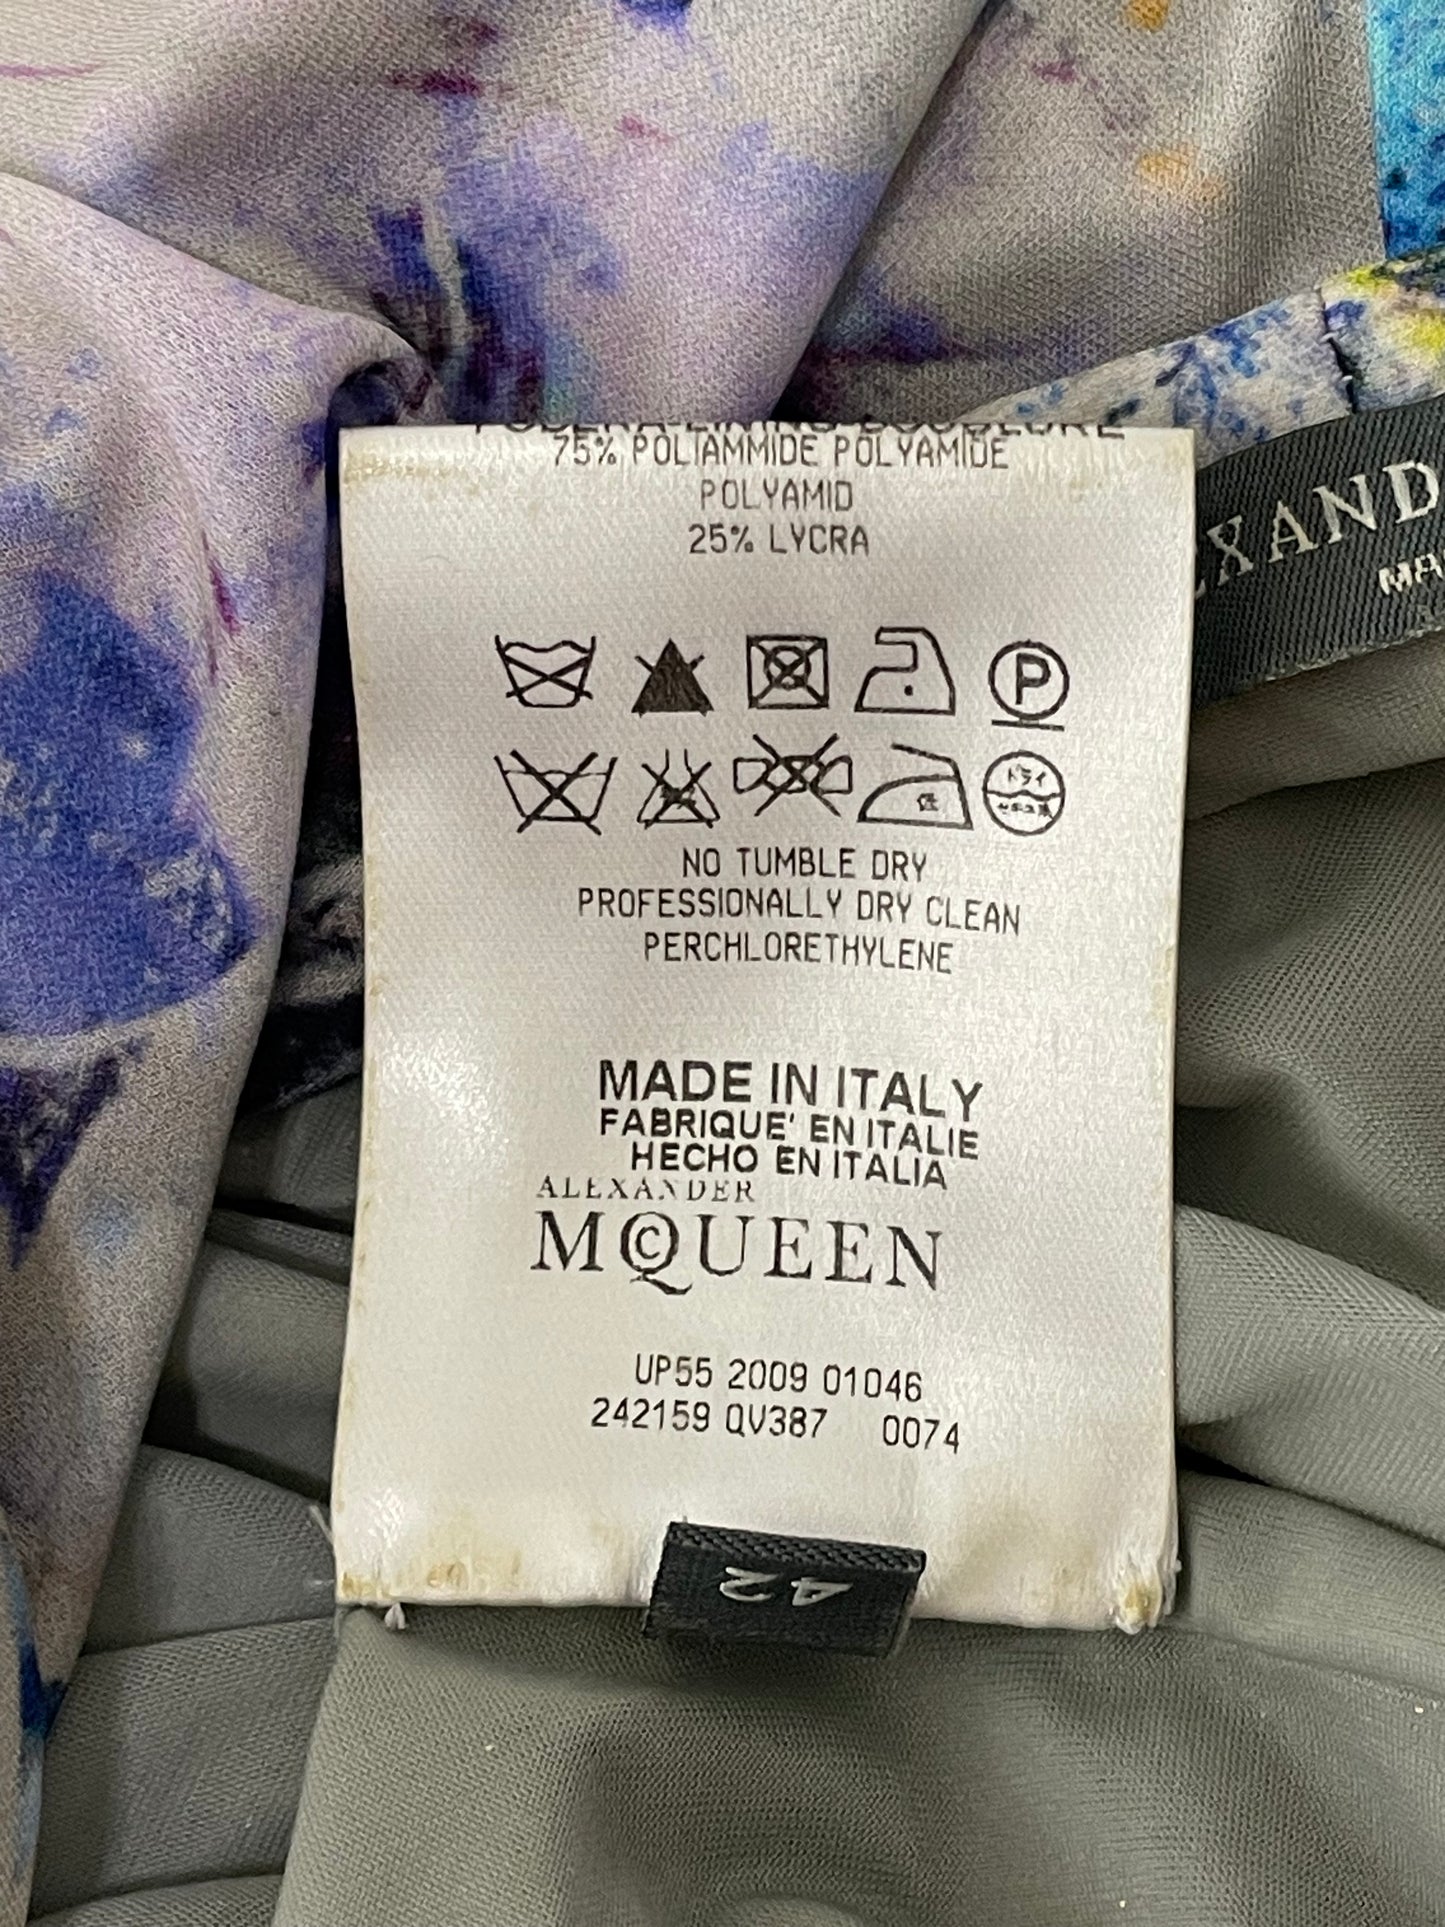 75% POLIAMMIDE POLYAMIDE
POLYAMID
25% LYCRA
P
ドライ
低
NO TUMBLE DRY
PROFESSIONALLY DRY CLEAN
PERCHLORETHYLENE
MADE IN ITALY
FABRIQUE' EN ITALIE
HECHO EN ITALIA
ALEXANDER
MCQUEEN
UP55 2009 01046
242159 QV387 0074
42